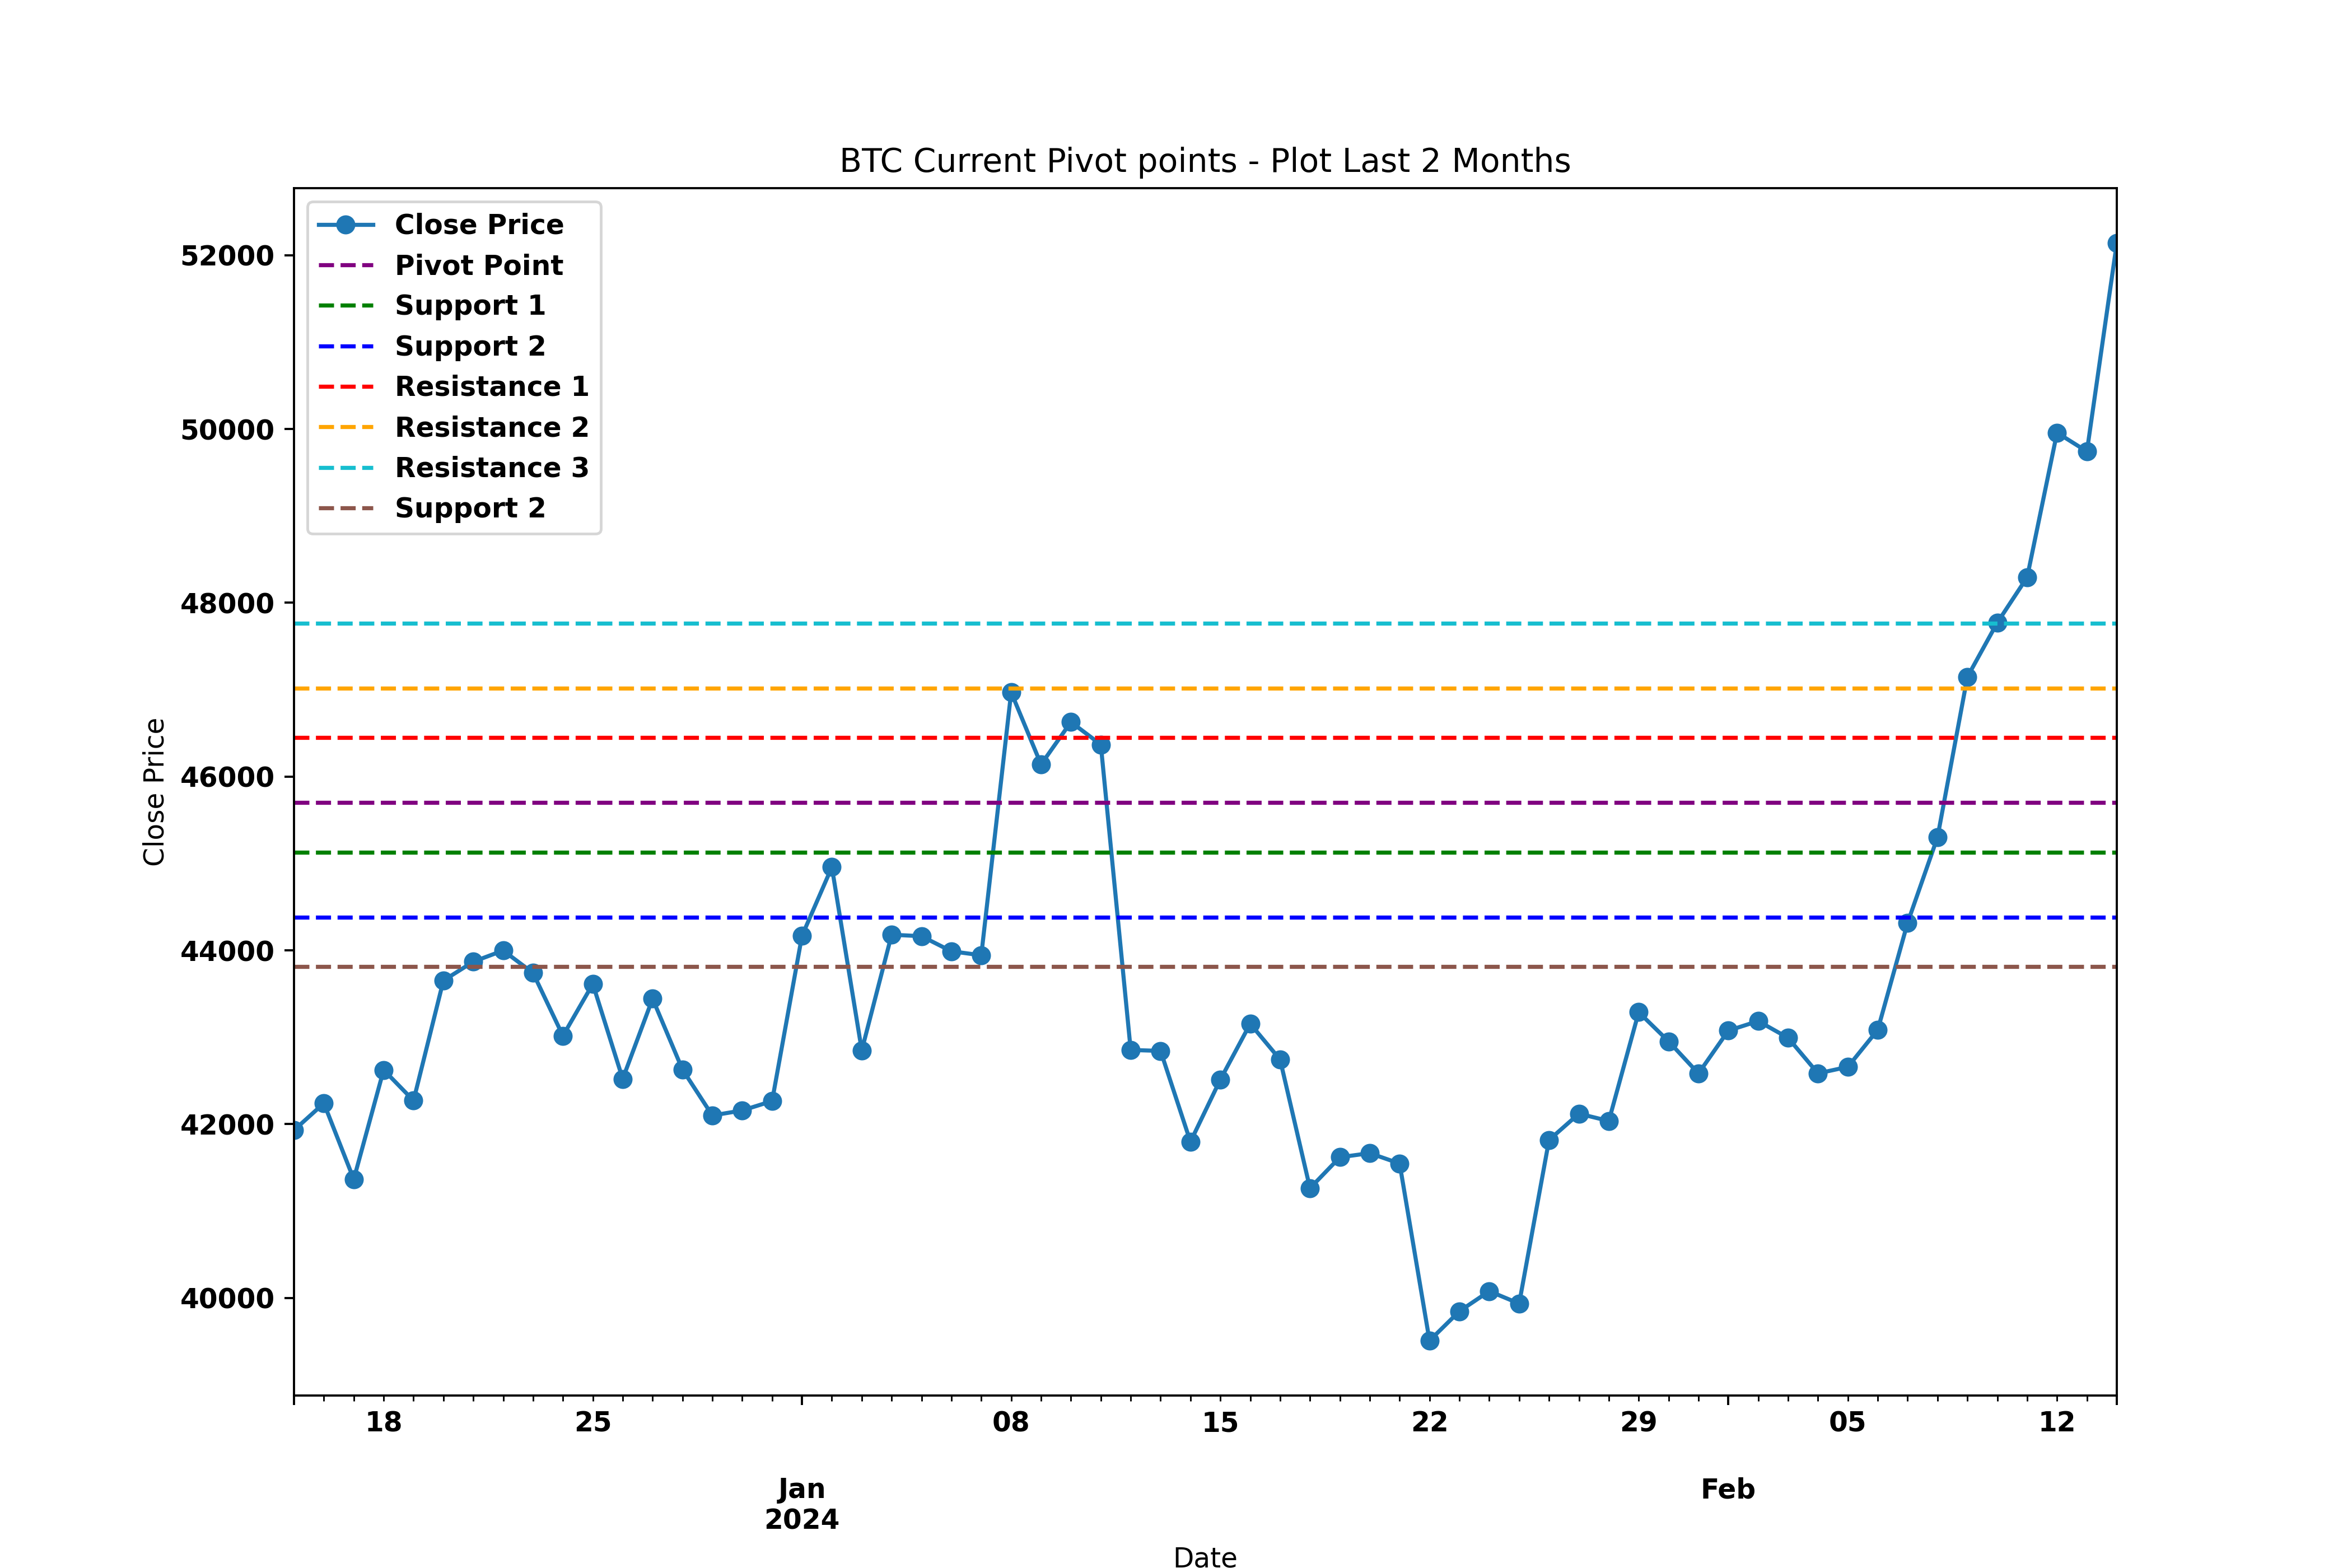 BTC Current Pivot points - Plot Last 2 Months
Close Price
Pivot Point
Support 1
Support 2
Resistance 1
Resistance 2
Resistance 3
Support 2
52000
50000
48000
46000
44000
42000
40000
Close Price
18
25
08
15
22
29
05
12
Jan
2024
Feb
Date